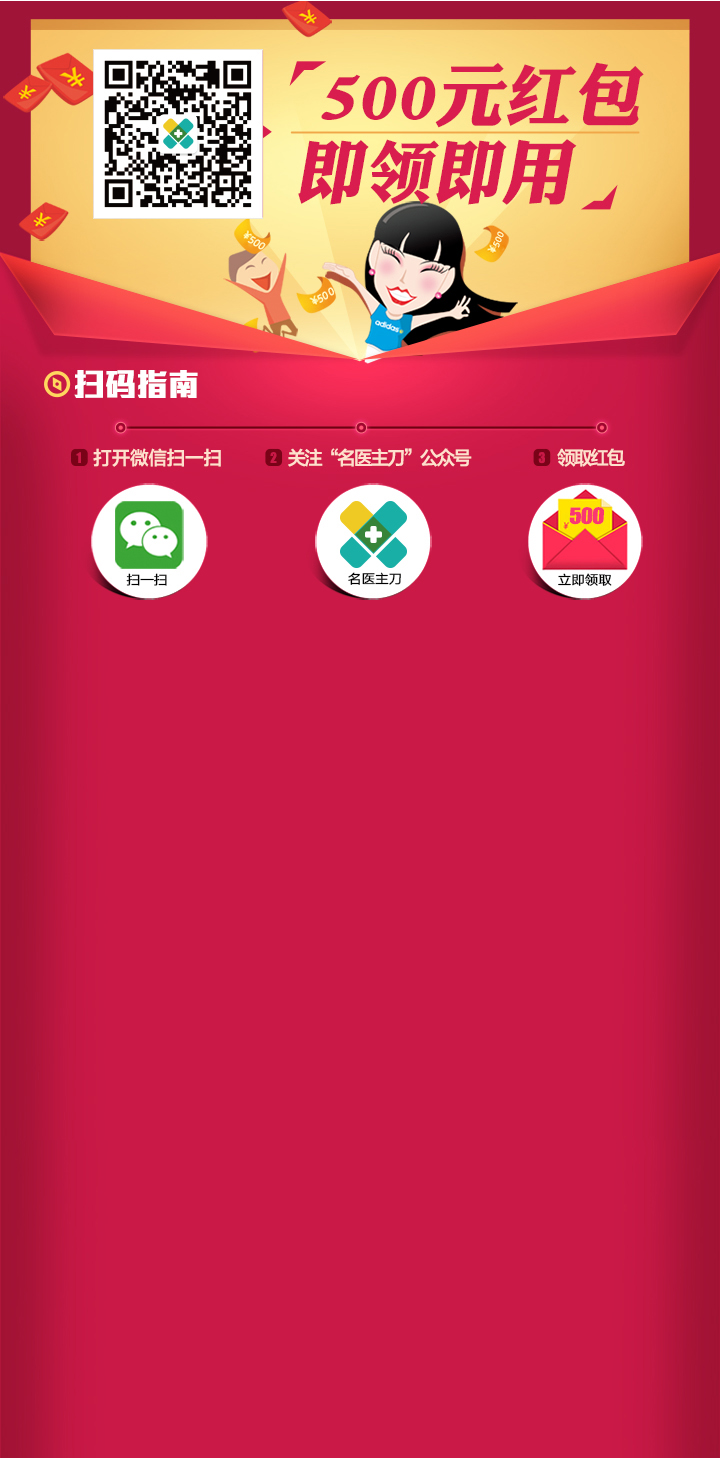 500元红包
即领即用
¥500
¥500
¥500
adidas
扫码指南
1 打开微信扫一扫
2 关注“名医主刀”公众号
3 领取红包
扫一扫
名医主刀
¥500
立即领取